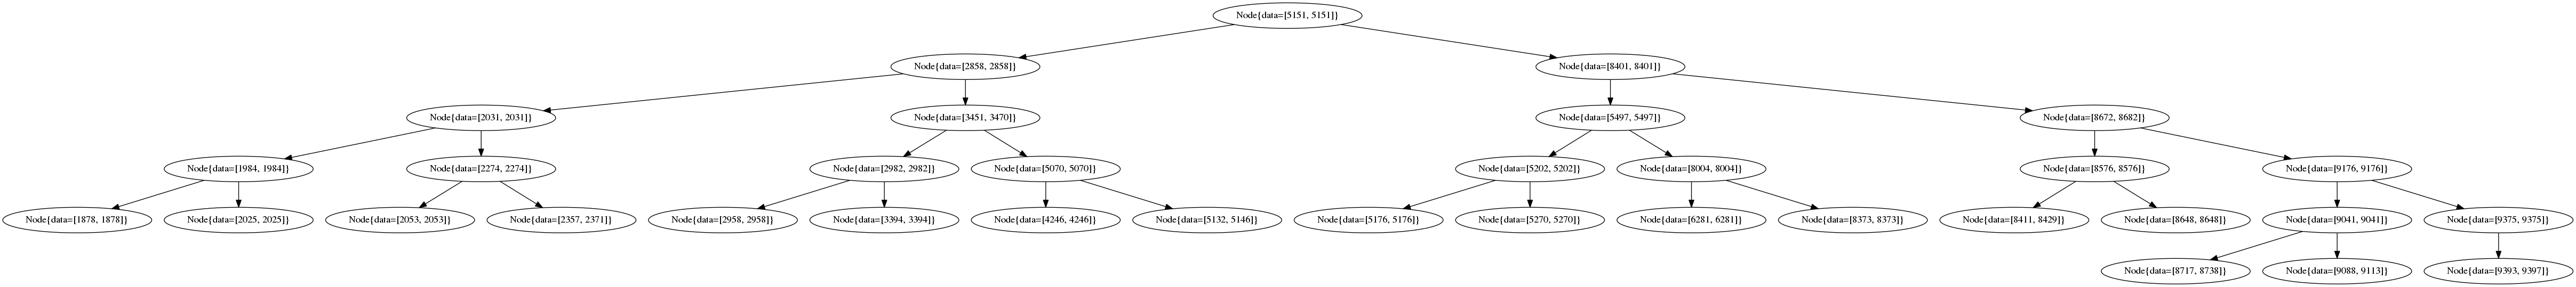 Node{data=[5151, 5151]}
Node{data=[2858, 2858]}
Node{data=[8401, 8401]}
Node{data=[2031, 2031]}
Node{data=[3451, 3470]}
Node{data=[5497, 5497]}
Node{data=[8672, 8682]}
Node{data=[1984, 1984]}
Node{data=[2274, 2274]}
Node{data=[2982, 2982]}
Node{data=[5070, 5070]}
Node{data=[5202, 5202]}
Node{data=[8004, 8004]}
Node{data=[8576, 8576]}
Node{data=[9176, 9176]}
Node{data=[1878, 1878]}
Node{data=[2025, 2025]}
Node{data=[2053, 2053]}
Node{data=[2357, 2371]}
Node{data=[2958, 2958]}
Node{data=[3394, 3394]}
Node{data=[4246, 4246]}
Node{data=[5132, 5146]}
Node{data=[5176, 5176]}
Node{data=[5270, 5270]}
Node{data=[6281, 6281]}
Node{data=[8373, 8373]}
Node{data=[8411, 8429]}
Node{data=[8648, 8648]}
Node{data=[9041, 9041]}
Node{data=[9375, 9375]}
Node{data=[8717, 8738]}
Node{data=[9088, 9113]}
Node{data=[9393, 9397]}